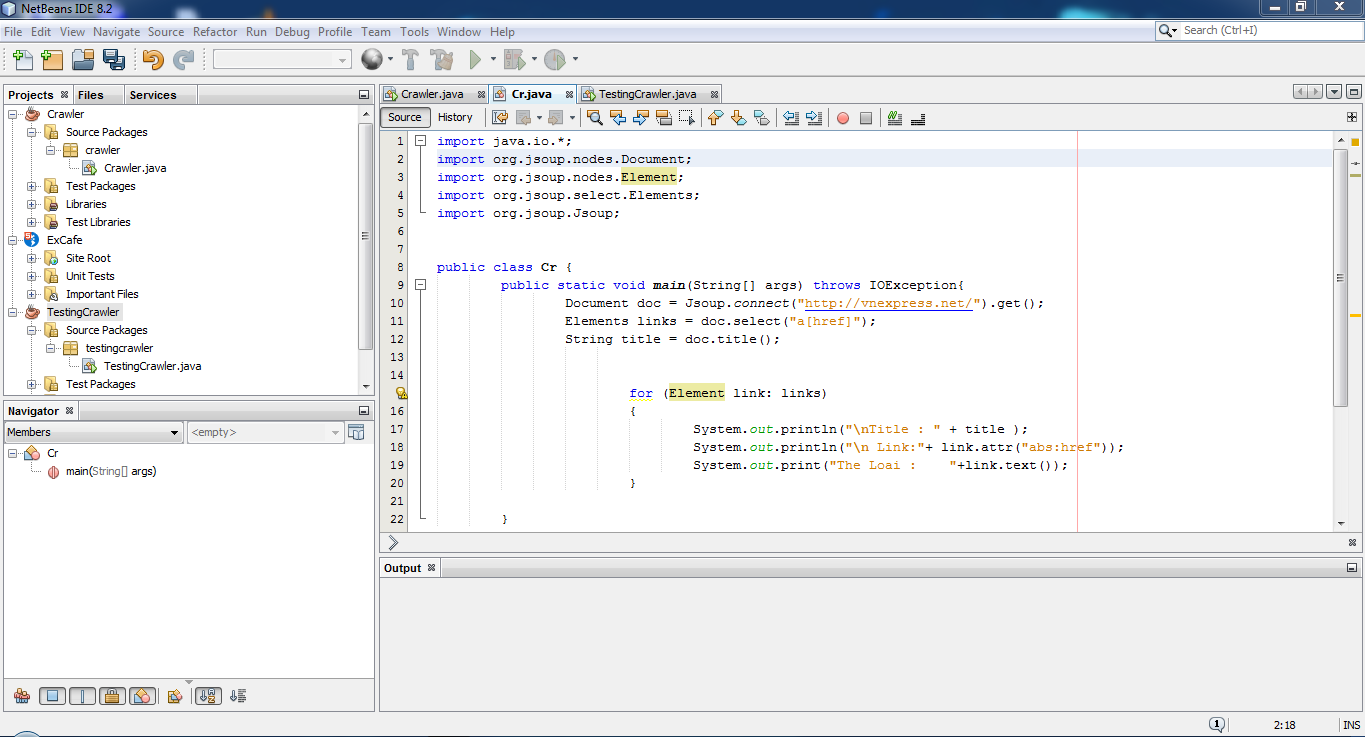 NetBeans IDE 8.2
File Edit View Navigate Source Refactor Run Debug Profile Team Tools Window Help
Search (Ctrl+I)
Projects Files Services
Crawler
Source Packages
crawler
Crawler.java
Test Packages
Libraries
Test Libraries
ExCafe
Site Root
Unit Tests
Important Files
TestingCrawler
Source Packages
testingcrawler
TestingCrawler.java
Test Packages
Navigator
Members <empty>
Cr
main(String[] args)
Crawler.java Cr.java TestingCrawler.java
Source History
1 import java.io.*;
2 import org.jsoup.nodes.Document;
3 import org.jsoup.nodes.Element;
4 import org.jsoup.select.Elements;
5 import org.jsoup.Jsoup;
6
7
8 public class Cr {
9 public static void main(String[] args) throws IOException{
10 Document doc = Jsoup.connect("http://vnexpress.net/").get();
11 Elements links = doc.select("a[href]");
12 String title = doc.title();
13
14
for (Element link: links)
16 {
17 System.out.println("\nTitle : " + title );
18 System.out.println("\n Link:"+ link.attr("abs:href"));
19 System.out.print("The Loai :    "+link.text());
20 }
21
22 }
Output
1
2:18
INS